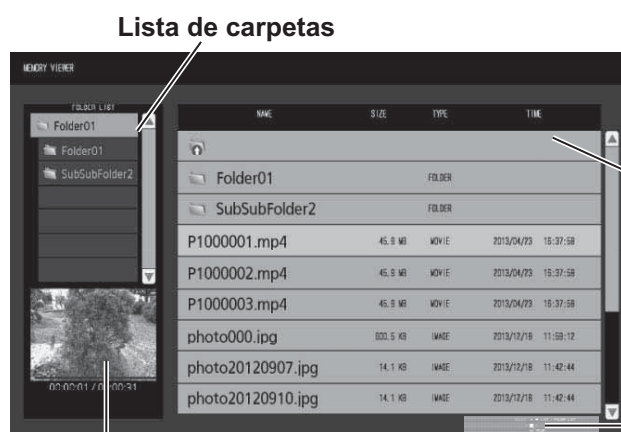 Lista de carpetas
MEMORY VIEWER
FOLDER LIST
Folder01
Folder01
SubSubFolder2
00:00:01 / 00:00:31
NAME SIZE TYPE TIME
Folder01 FOLDER
SubSubFolder2 FOLDER
P1000001.mp4 45.9 MB MOVIE 2013/04/23 15:37:58
P1000002.mp4 45.9 MB MOVIE 2013/04/23 15:37:58
P1000003.mp4 45.9 MB MOVIE 2013/04/23 15:37:58
photo000.jpg 600.5 KB IMAGE 2013/12/18 11:59:12
photo20120907.jpg 14.1 KB IMAGE 2013/12/18 11:42:44
photo20120910.jpg 14.1 KB IMAGE 2013/12/18 11:42:44